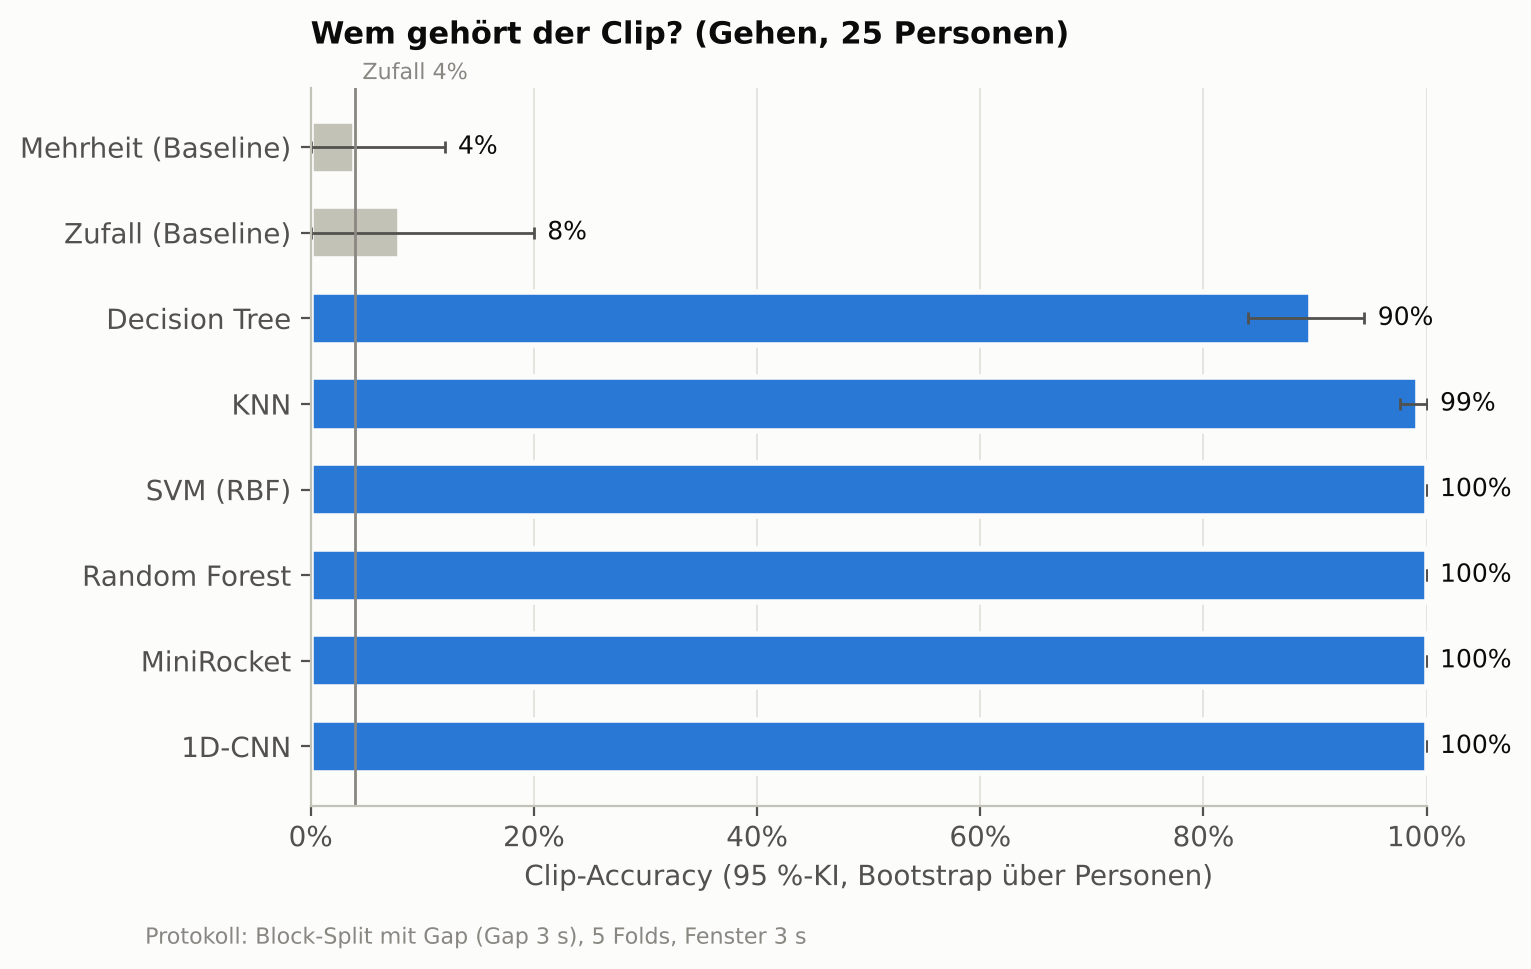 Wem gehört der Clip? (Gehen, 25 Personen)
Zufall 4%
Mehrheit (Baseline) 4%
Zufall (Baseline) 8%
Decision Tree 90%
KNN 99%
SVM (RBF) 100%
Random Forest 100%
MiniRocket 100%
1D-CNN 100%
0% 20% 40% 60% 80% 100%
Clip-Accuracy (95 %-KI, Bootstrap über Personen)
Protokoll: Block-Split mit Gap (Gap 3 s), 5 Folds, Fenster 3 s